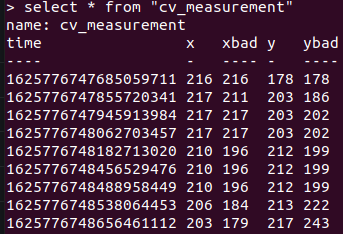 > select * from "cv_measurement"
name: cv_measurement
time x xbad y ybad
---- - ---- - ----
1625776747685059711 216 216 178 178
1625776747855720341 217 211 203 186
1625776747945913984 217 217 203 202
1625776748062703457 217 217 203 202
1625776748182713020 210 196 212 199
1625776748456529476 210 196 212 199
1625776748488958449 210 196 212 199
1625776748538064453 206 184 213 222
1625776748656461112 203 179 217 243